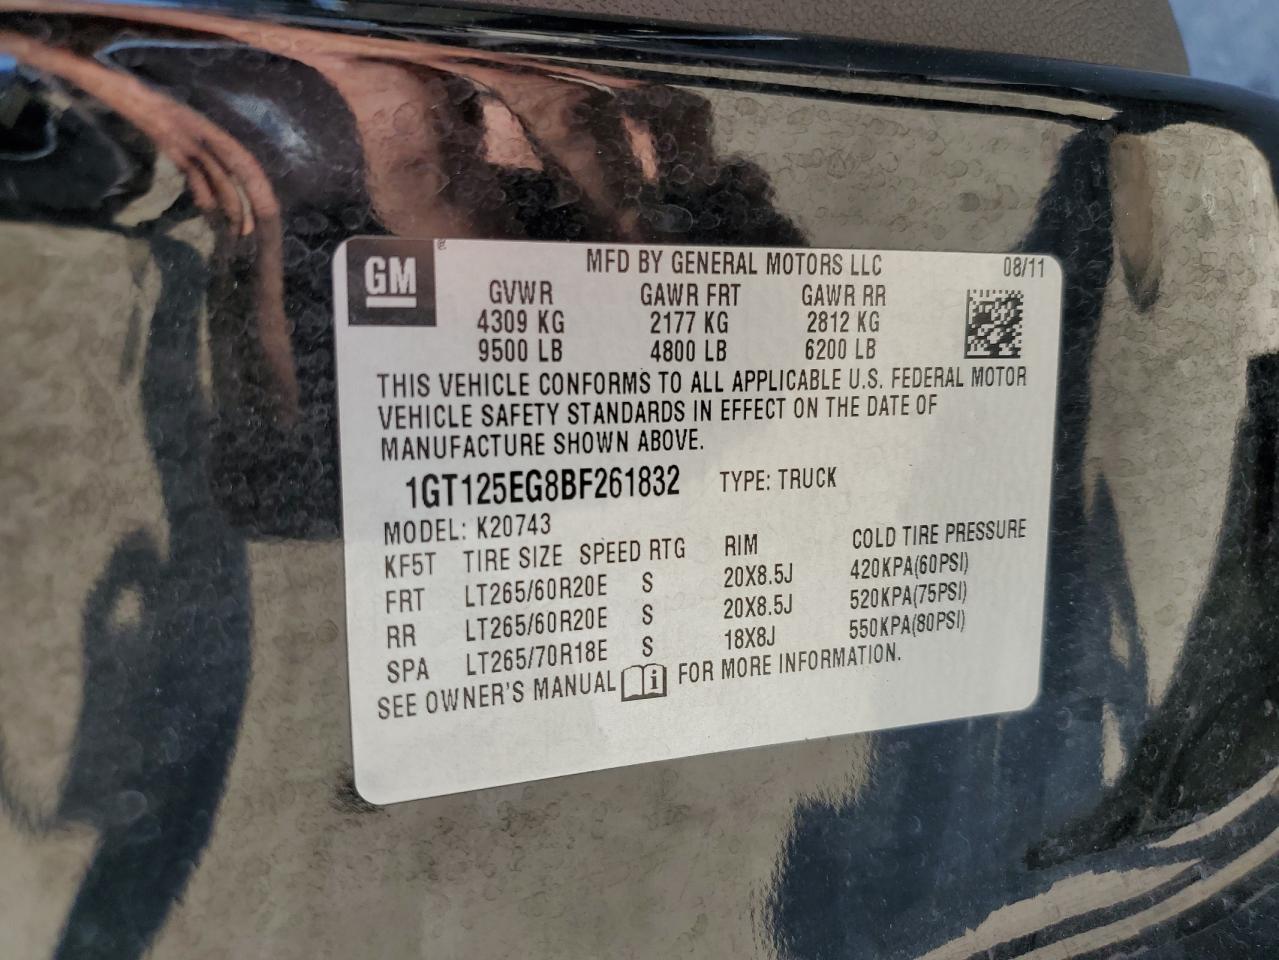 GM ® MFD BY GENERAL MOTORS LLC 08/11
GVWR GAWR FRT GAWR RR
4309 KG 2177 KG 2812 KG
9500 LB 4800 LB 6200 LB
THIS VEHICLE CONFORMS TO ALL APPLICABLE U.S. FEDERAL MOTOR
VEHICLE SAFETY STANDARDS IN EFFECT ON THE DATE OF
MANUFACTURE SHOWN ABOVE.
1GT125EG8BF261832 TYPE: TRUCK
MODEL: K20743
KF5T TIRE SIZE SPEED RTG RIM COLD TIRE PRESSURE
FRT LT265/60R20E S 20X8.5J 420KPA(60PSI)
RR LT265/60R20E S 20X8.5J 520KPA(75PSI)
SPA LT265/70R18E S 18X8J 550KPA(80PSI)
SEE OWNER'S MANUAL i FOR MORE INFORMATION.